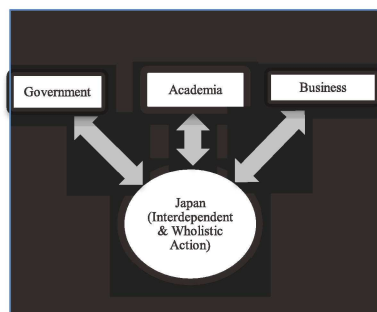 Government
Academia
Business
Japan
(Interdependent
& Wholistic
Action)